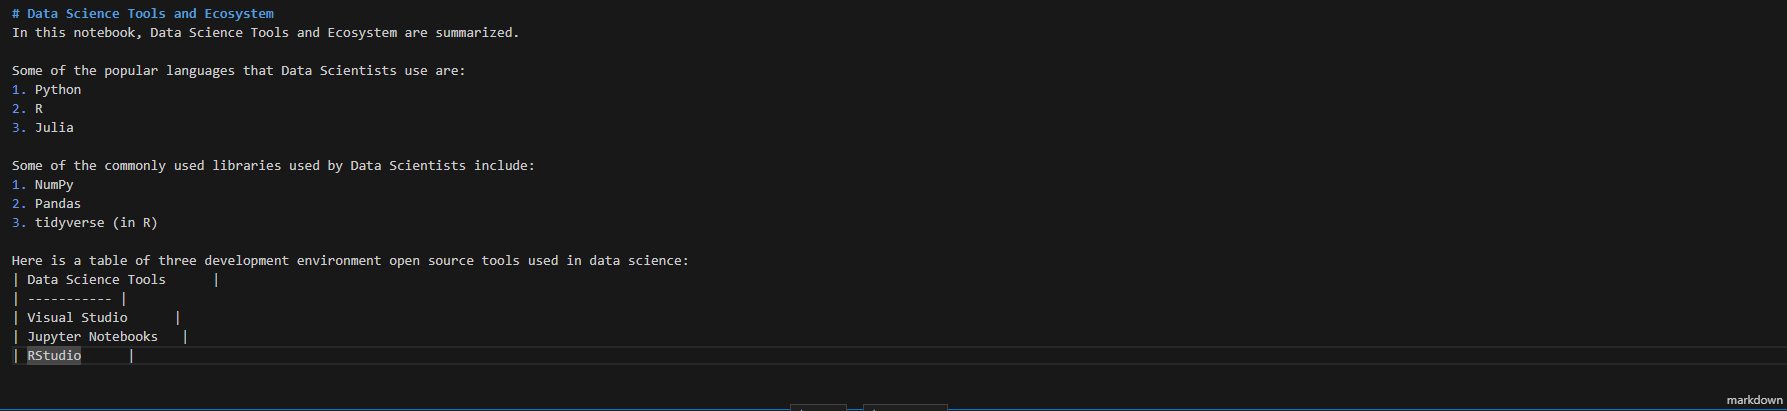 # Data Science Tools and Ecosystem
In this notebook, Data Science Tools and Ecosystem are summarized.
Some of the popular languages that Data Scientists use are:
1. Python
2. R
3. Julia
Some of the commonly used libraries used by Data Scientists include:
1. NumPy
2. Pandas
3. tidyverse (in R)
Here is a table of three development environment open source tools used in data science:
| Data Science Tools      |
| ----------- |
| Visual Studio      |
| Jupyter Notebooks   |
| RStudio      |
markdown